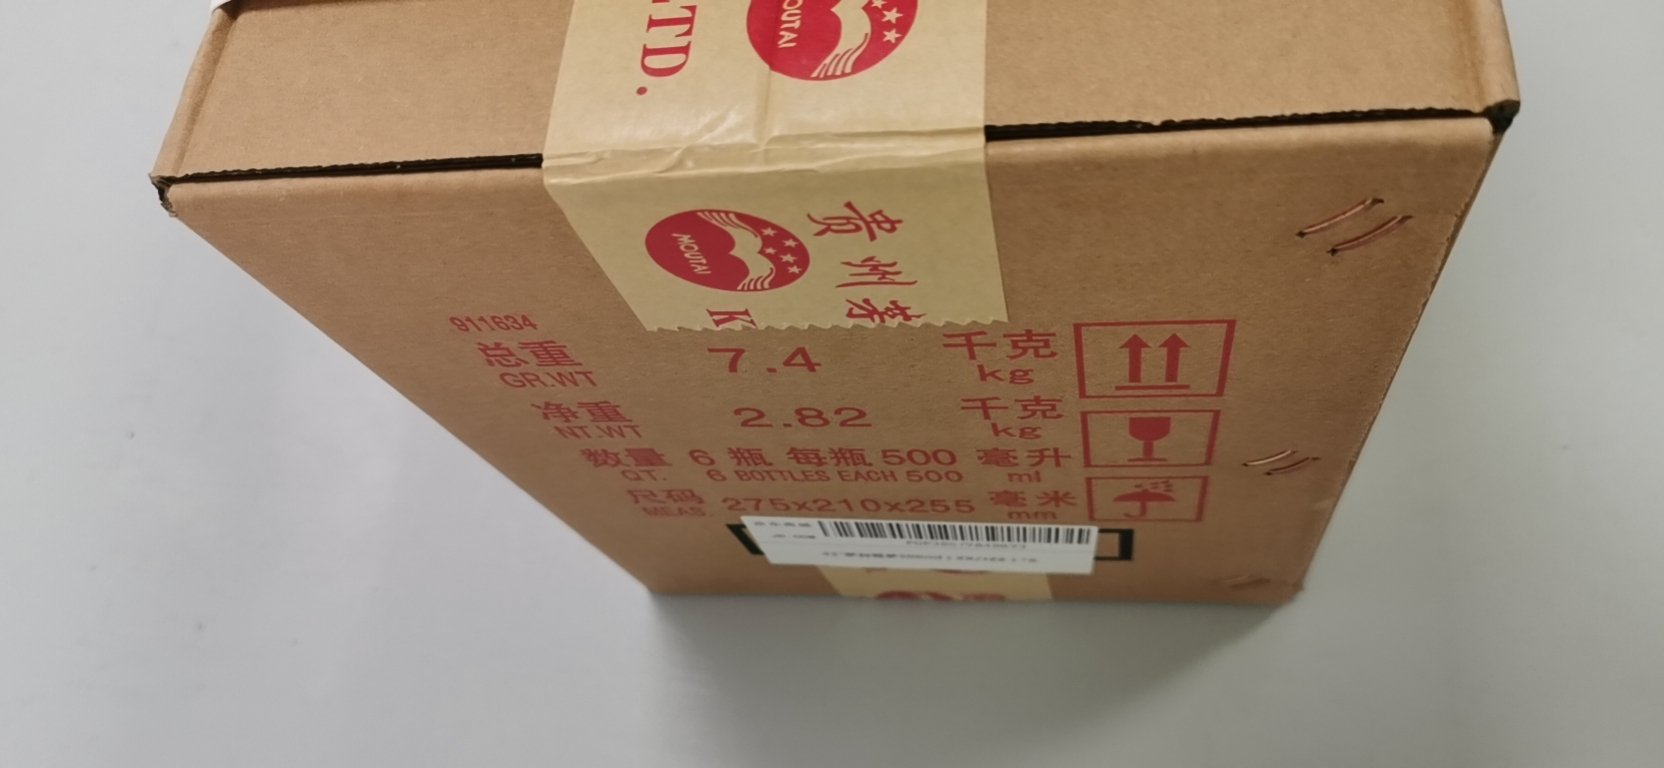 LTD.
MOUTAI
MOUTAI
贵州茅
K
911634
总重 7.4 千克
GR.WT kg
净重 2.82 千克
NT.WT kg
数量 6 瓶 每瓶 500 毫升
QT. 6 BOTTLES EACH 500 ml
尺码 275x210x255 毫米
MEAS. mm